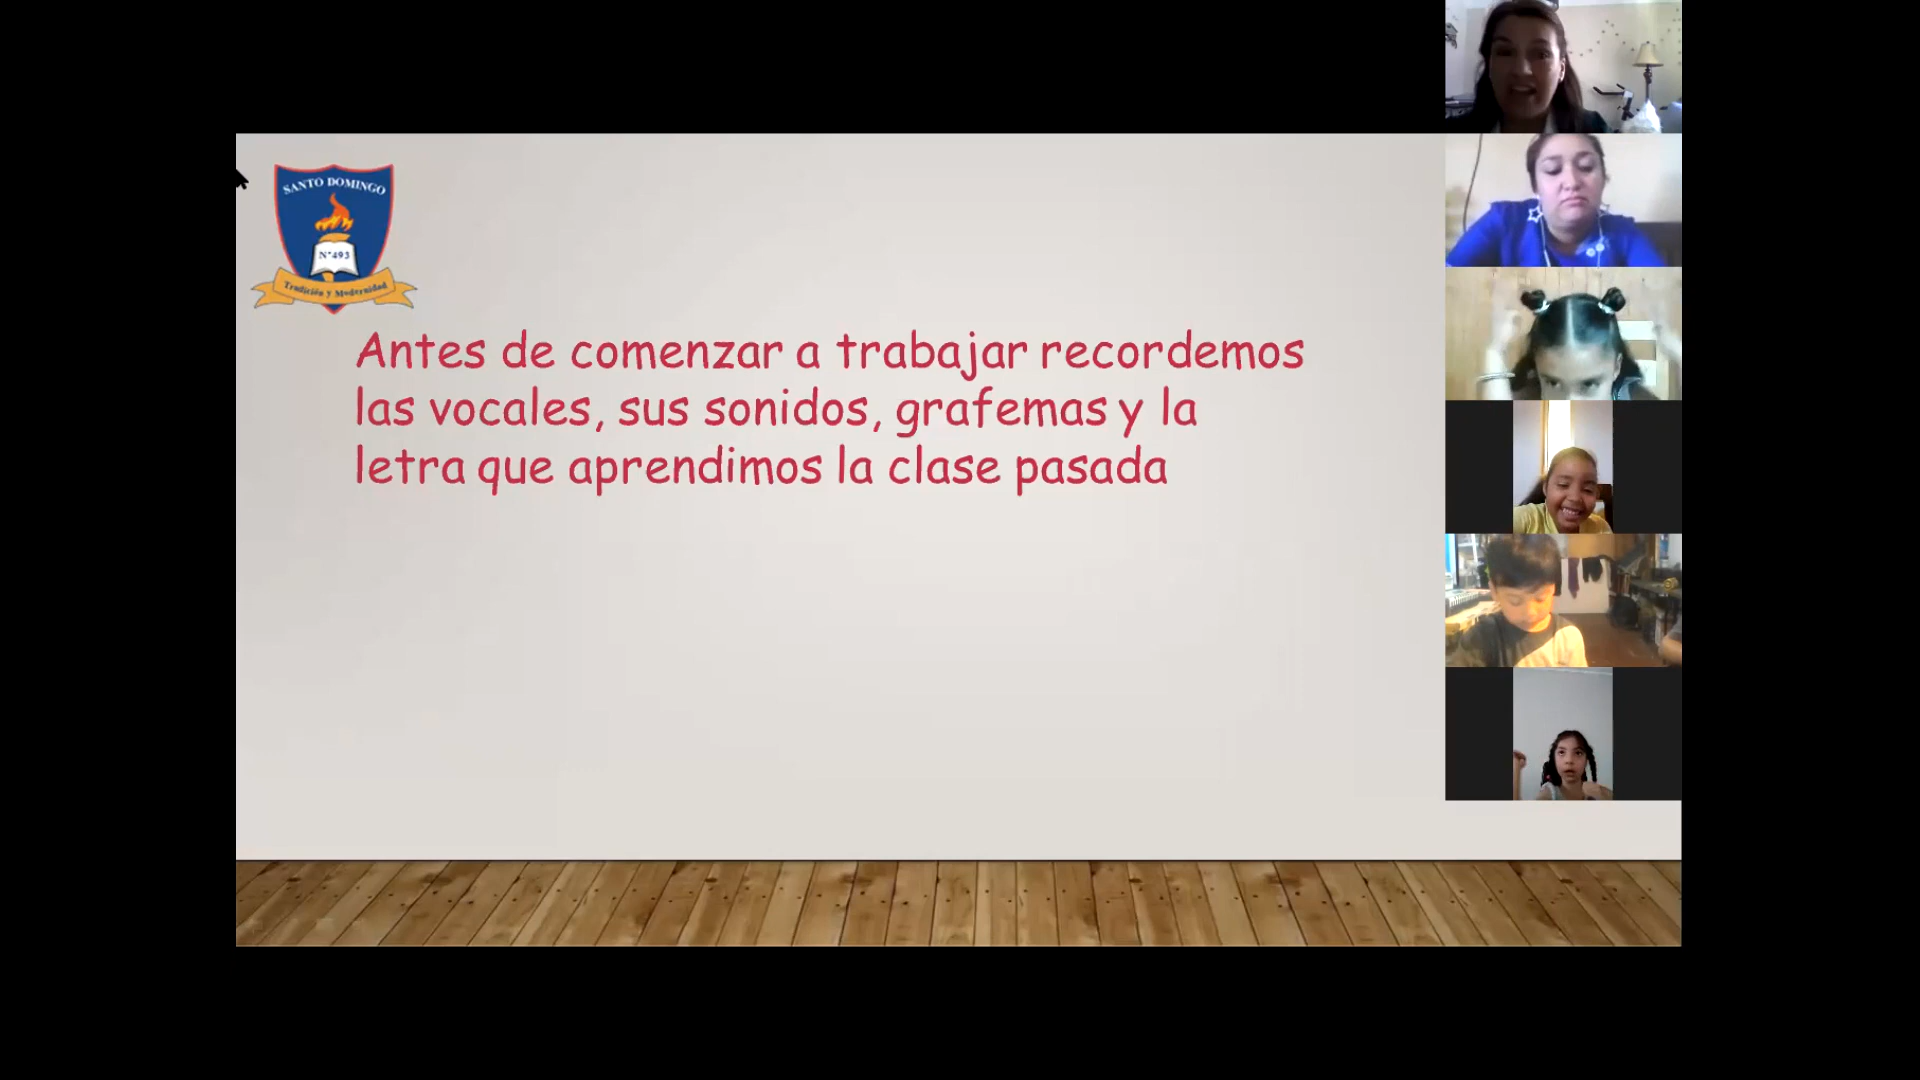 SANTO DOMINGO
N°493
Tradición y Modernidad
Antes de comenzar a trabajar recordemos
las vocales, sus sonidos, grafemas y la
letra que aprendimos la clase pasada